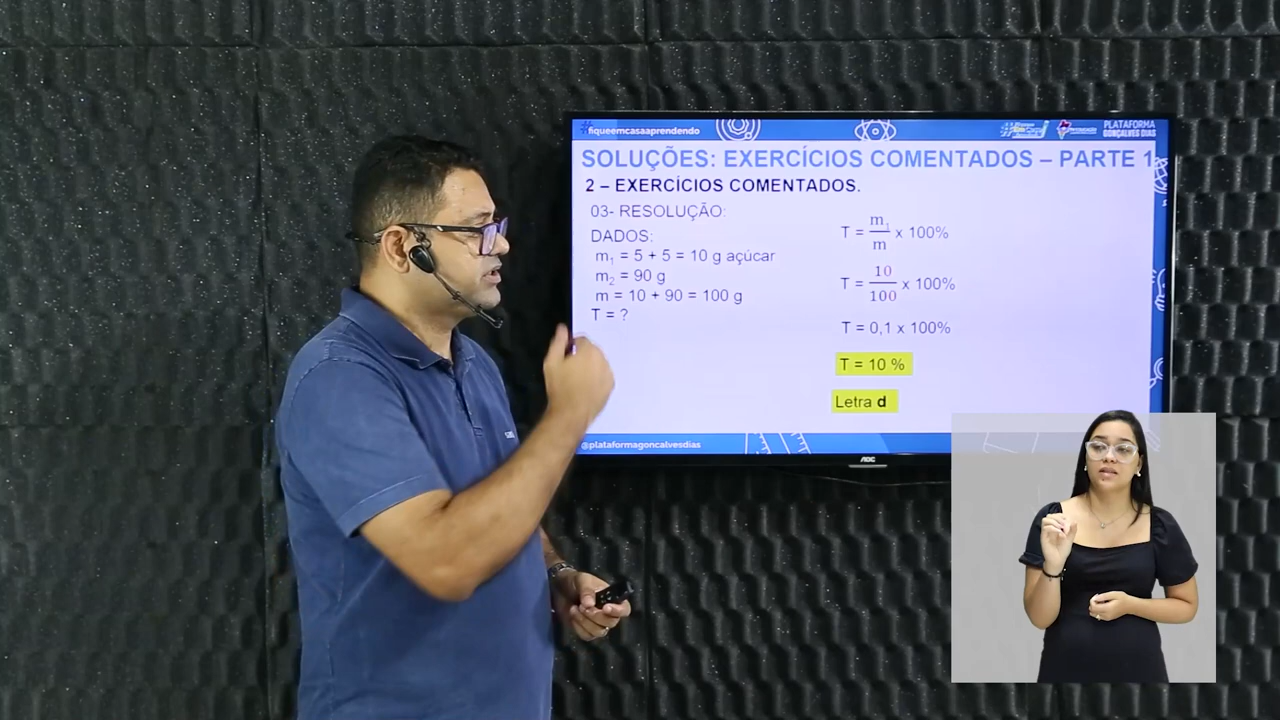 #fiqueemcasaaprendendo
PLATAFORMA
GONÇALVES DIAS
SOLUÇÕES: EXERCÍCIOS COMENTADOS – PARTE 1
2 – EXERCÍCIOS COMENTADOS.
03- RESOLUÇÃO:
DADOS:
m₁ = 5 + 5 = 10 g açúcar
m₂ = 90 g
m = 10 + 90 = 100 g
T = ?
T = m₁/m x 100%
T = 10/100 x 100%
T = 0,1 x 100%
T = 10 %
Letra d
@plataformagoncalvesdias
AOC